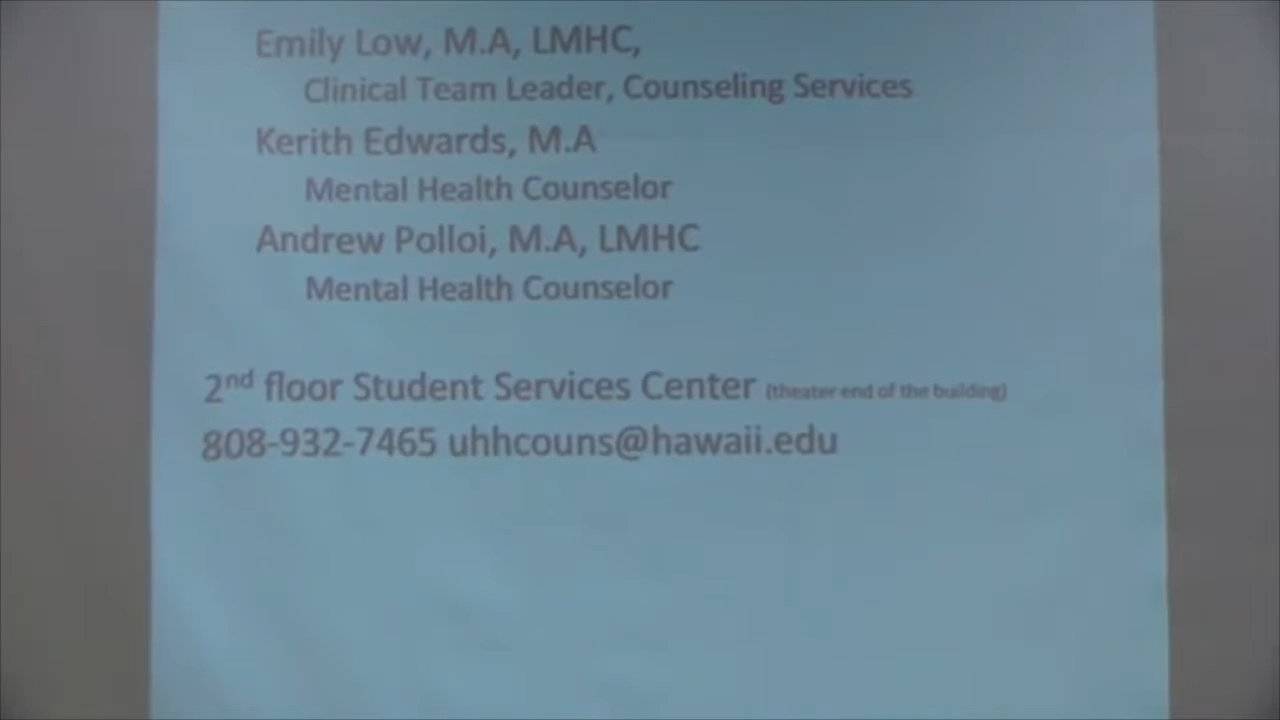 Emily Low, M.A, LMHC,
Clinical Team Leader, Counseling Services
Kerith Edwards, M.A
Mental Health Counselor
Andrew Polloi, M.A, LMHC
Mental Health Counselor
2nd floor Student Services Center (theater end of the building)
808-932-7465 uhhcouns@hawaii.edu